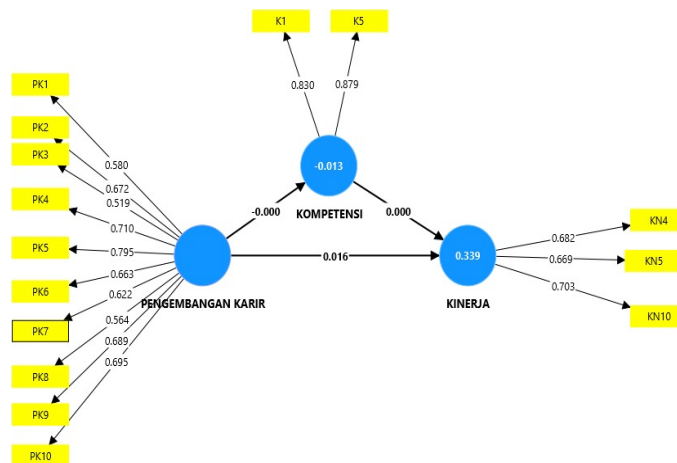 K1
K5
0.830
0.879
-0.013
KOMPETENSI
PK1
PK2
PK3
PK4
PK5
PK6
PK7
PK8
PK9
PK10
0.580
0.672
0.519
0.710
0.795
0.663
0.622
0.564
0.689
0.695
PENGEMBANGAN KARIR
-0.000
0.000
0.016
0.339
KINERJA
0.682
0.669
0.703
KN4
KN5
KN10